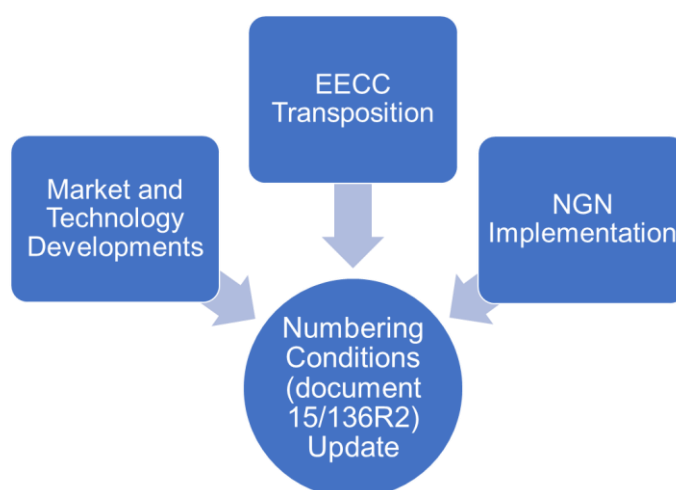 EECC
Transposition
Market and
Technology
Developments
NGN
Implementation
Numbering
Conditions
(document
15/136R2)
Update